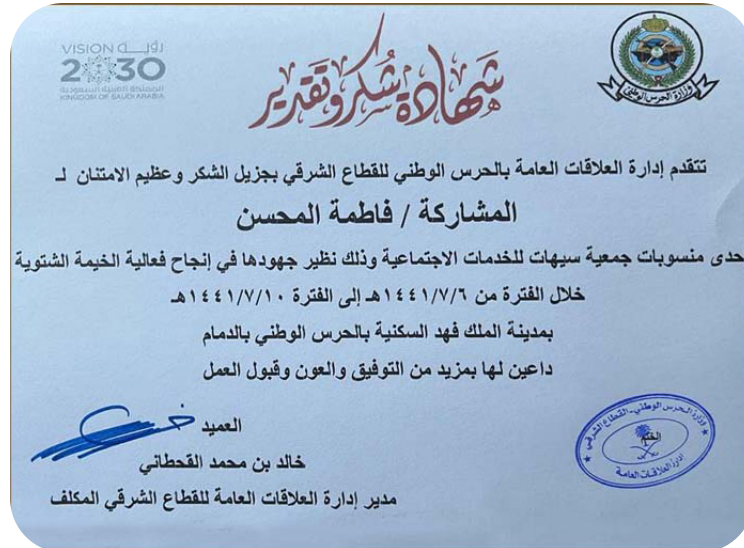 VISION رؤية
2030
المملكة العربية السعودية
KINGDOM OF SAUDI ARABIA
وزارة الحرس الوطني
شهادة شكر وتقدير
تتقدم إدارة العلاقات العامة بالحرس الوطني للقطاع الشرقي بجزيل الشكر وعظيم الامتنان لـ
المشاركة / فاطمة المحسن
حدى منسوبات جمعية سيهات للخدمات الاجتماعية وذلك نظير جهودها في إنجاح فعالية الخيمة الشتوية
خلال الفترة من ١٤٤١/٧/٦هـ إلى الفترة ١٤٤١/٧/١٠هـ
بمدينة الملك فهد السكنية بالحرس الوطني بالدمام
داعين لها بمزيد من التوفيق والعون وقبول العمل
العميد
خالد بن محمد القحطاني
مدير إدارة العلاقات العامة للقطاع الشرقي المكلف
وزارة الحرس الوطني - القطاع الشرقي
الختم
إدارة العلاقات العامة